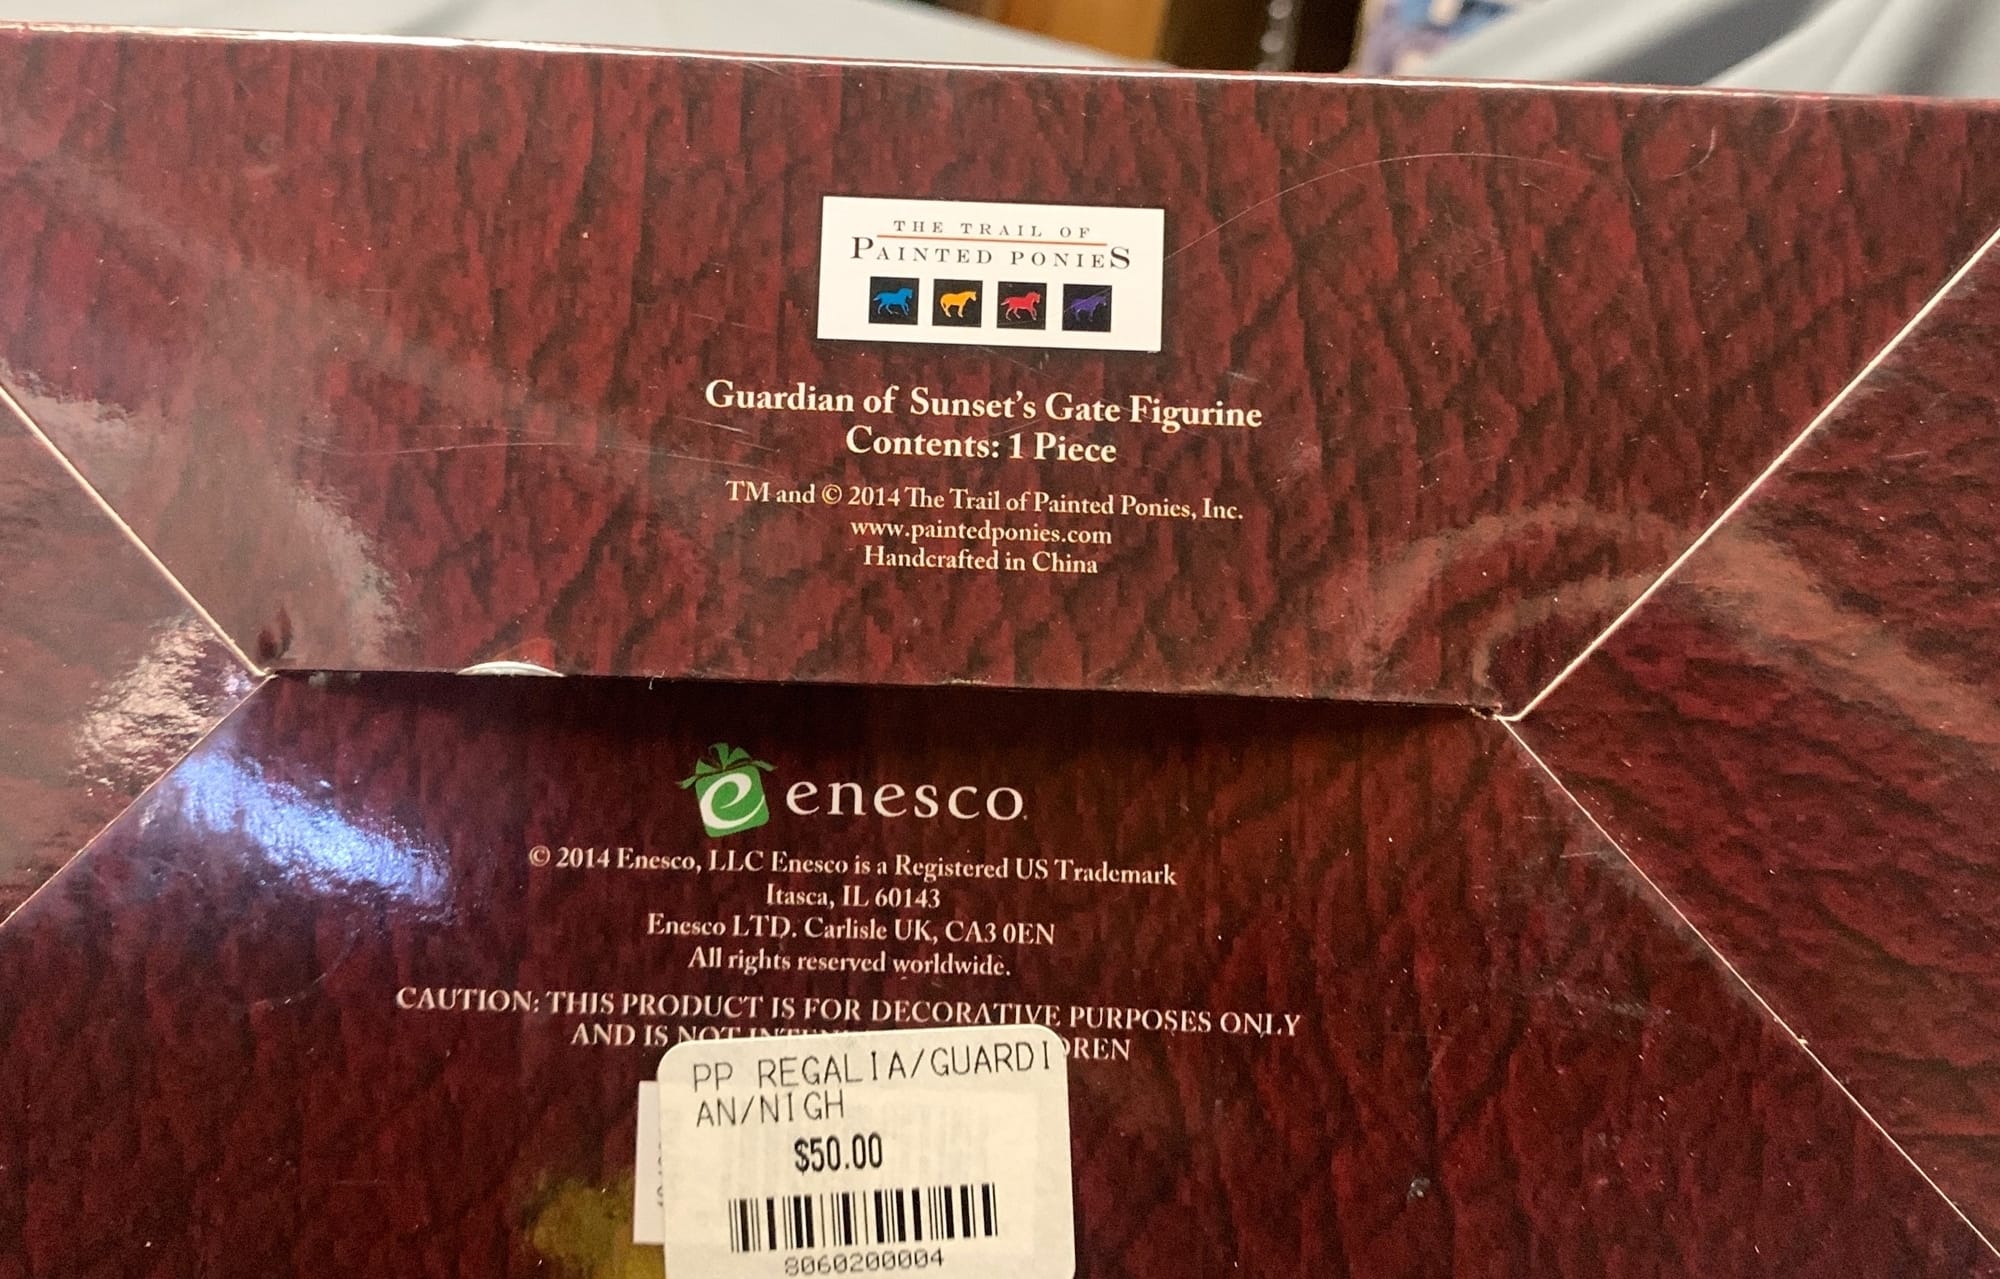 THE TRAIL OF
PAINTED PONIES
Guardian of Sunset's Gate Figurine
Contents: 1 Piece
TM and © 2014 The Trail of Painted Ponies, Inc.
www.paintedponies.com
Handcrafted in China
e enesco.
© 2014 Enesco, LLC Enesco is a Registered US Trademark
Itasca, IL 60143
Enesco LTD. Carlisle UK, CA3 0EN
All rights reserved worldwide.
CAUTION: THIS PRODUCT IS FOR DECORATIVE PURPOSES ONLY
AND IS NOT
PP REGALIA/GUARDI
AN/NIGH
$50.00
8060200004